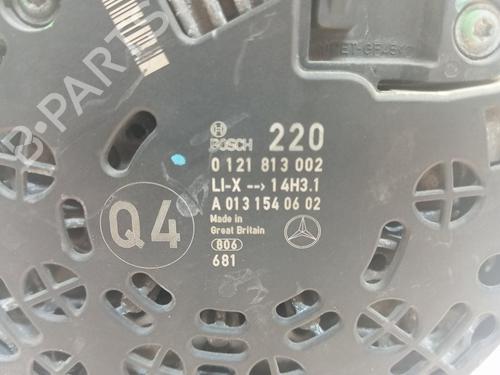 BOSCH 220
0 121 813 002
LI-X --> 14H3.1
A 013 154 06 02
Made in
Great Britain
806
681
Q4